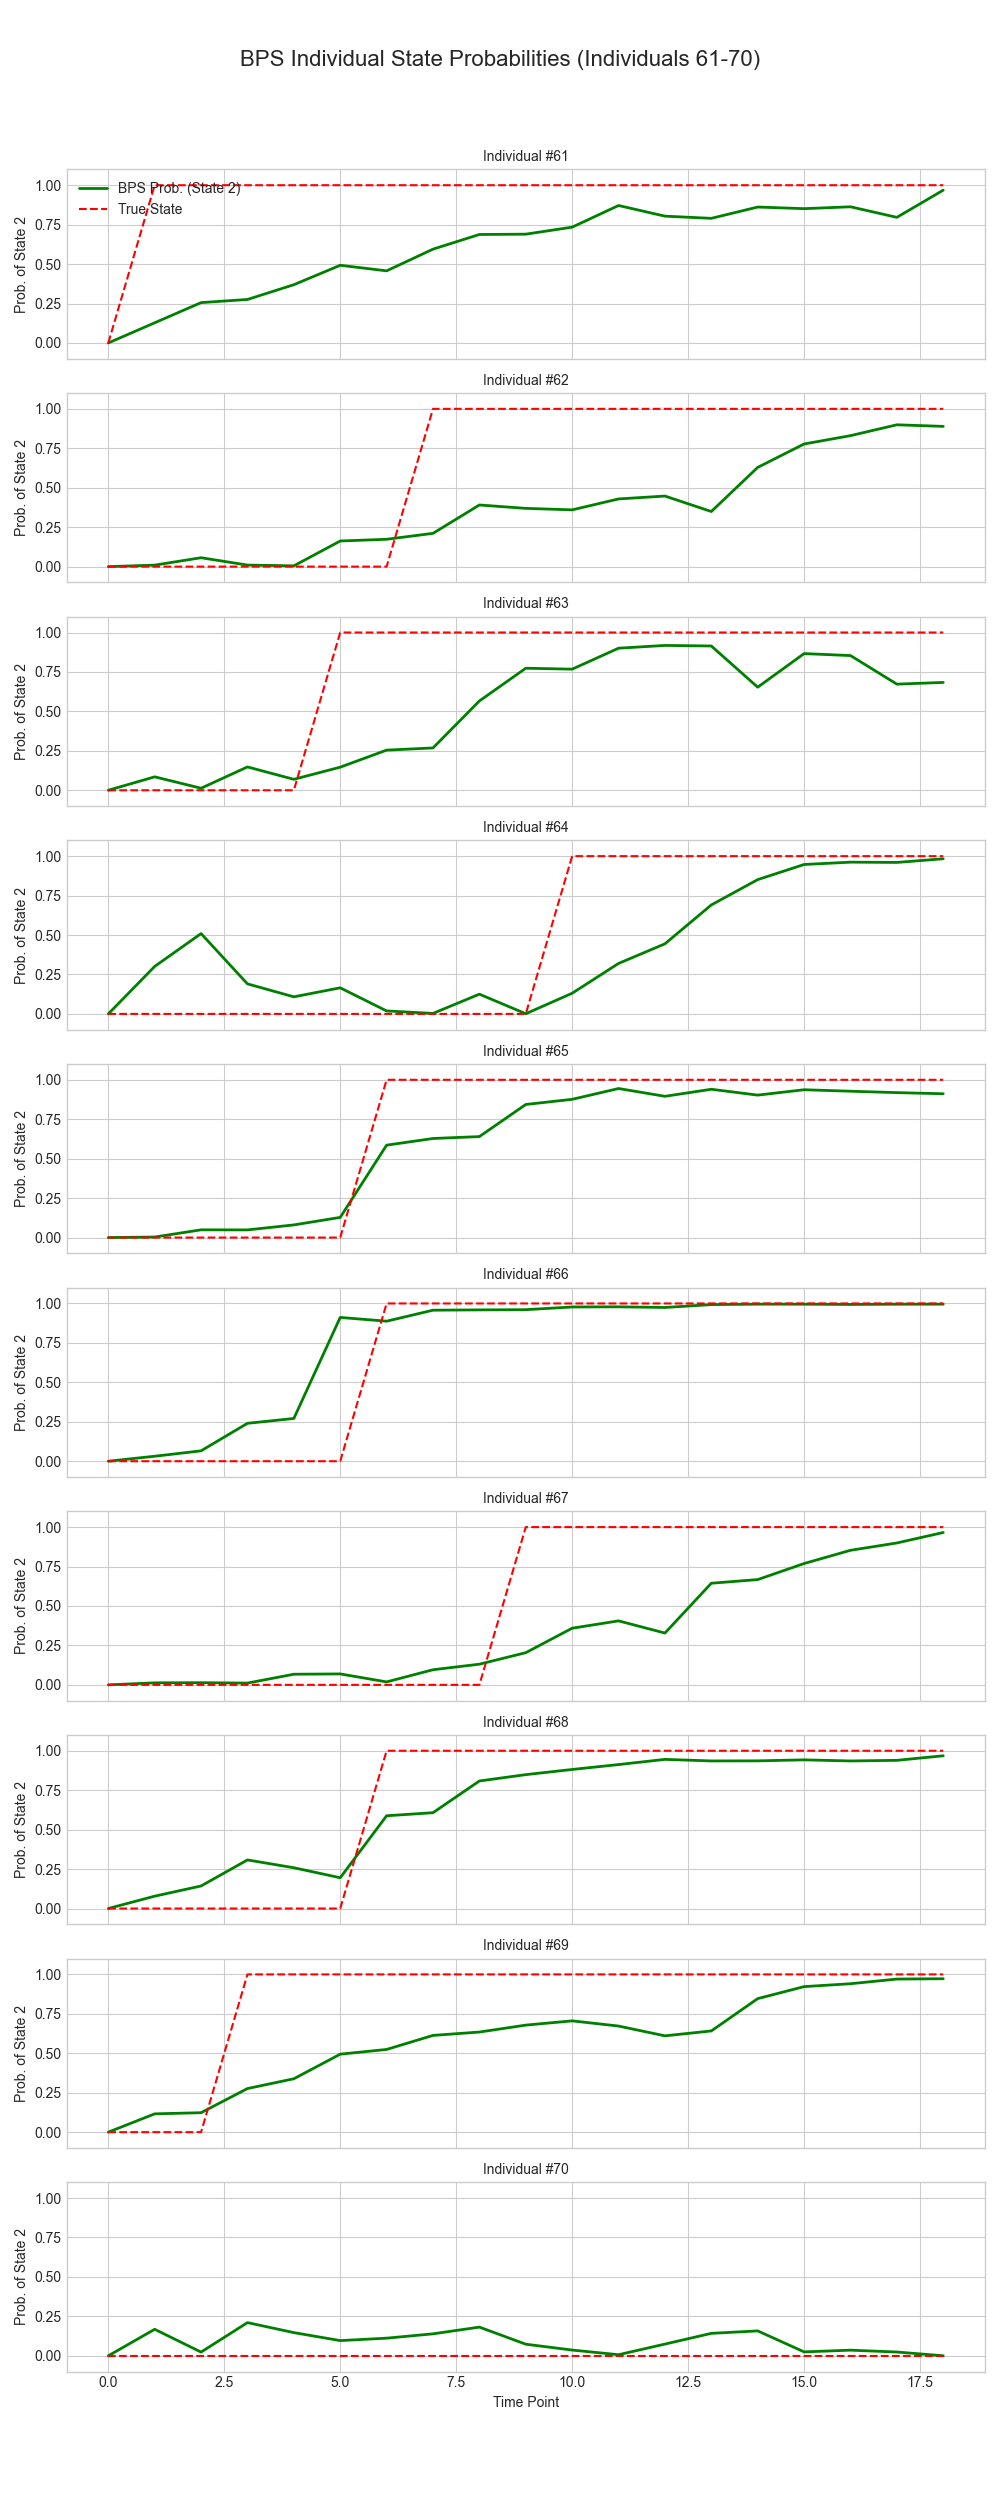 BPS Individual State Probabilities (Individuals 61-70)
Individual #61
1.00
0.75
0.50
0.25
0.00
Prob. of State 2
BPS Prob. (State 2)
True State
Individual #62
1.00
0.75
0.50
0.25
0.00
Prob. of State 2
Individual #63
1.00
0.75
0.50
0.25
0.00
Prob. of State 2
Individual #64
1.00
0.75
0.50
0.25
0.00
Prob. of State 2
Individual #65
1.00
0.75
0.50
0.25
0.00
Prob. of State 2
Individual #66
1.00
0.75
0.50
0.25
0.00
Prob. of State 2
Individual #67
1.00
0.75
0.50
0.25
0.00
Prob. of State 2
Individual #68
1.00
0.75
0.50
0.25
0.00
Prob. of State 2
Individual #69
1.00
0.75
0.50
0.25
0.00
Prob. of State 2
Individual #70
1.00
0.75
0.50
0.25
0.00
Prob. of State 2
0.0 2.5 5.0 7.5 10.0 12.5 15.0 17.5
Time Point